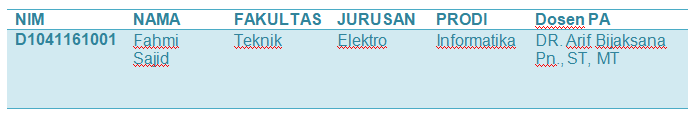 NIM NAMA FAKULTAS JURUSAN PRODI Dosen PA
D1041161001 Fahmi Teknik Elektro Informatika DR. Arif Bijaksana
Sajid Pn., ST, MT